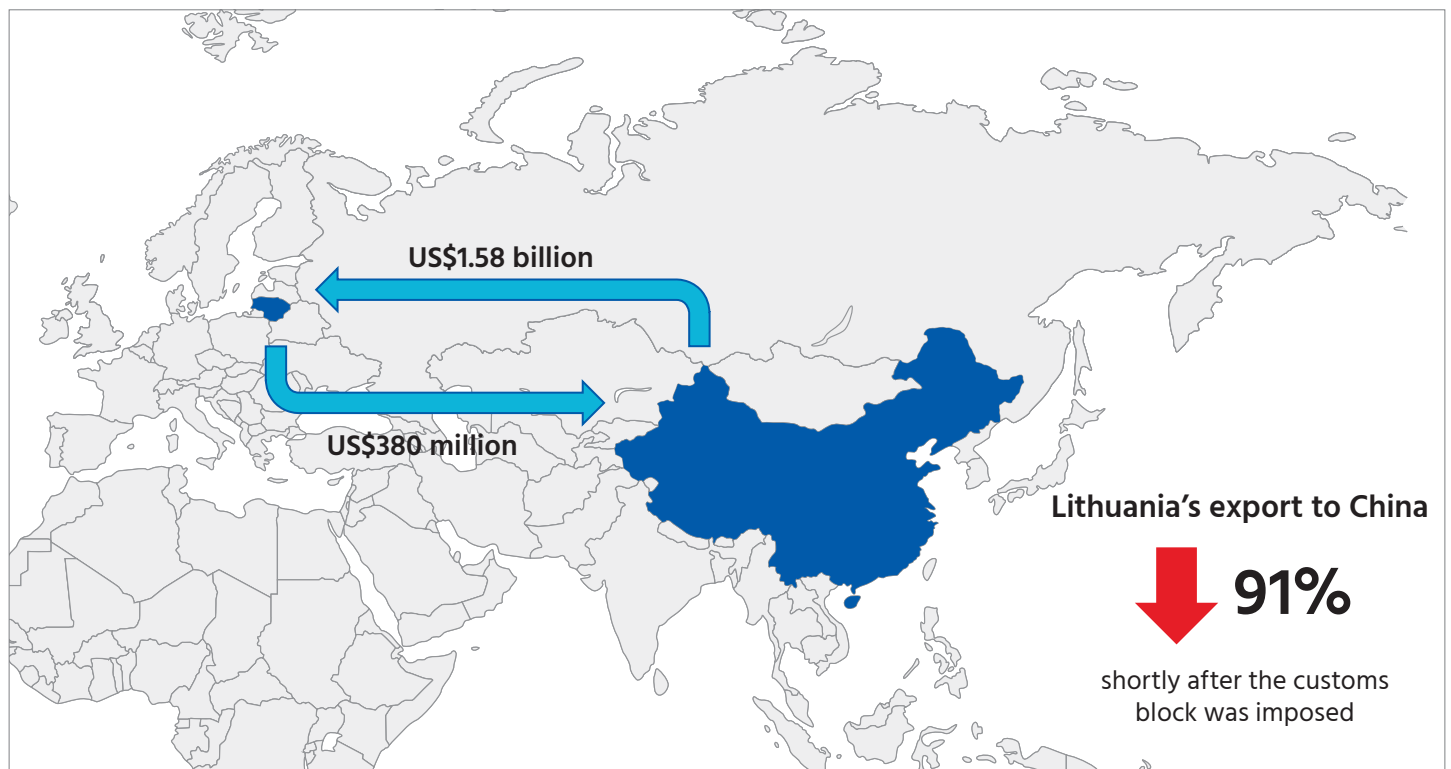 US$1.58 billion
US$380 million
Lithuania’s export to China
91%
shortly after the customs
block was imposed